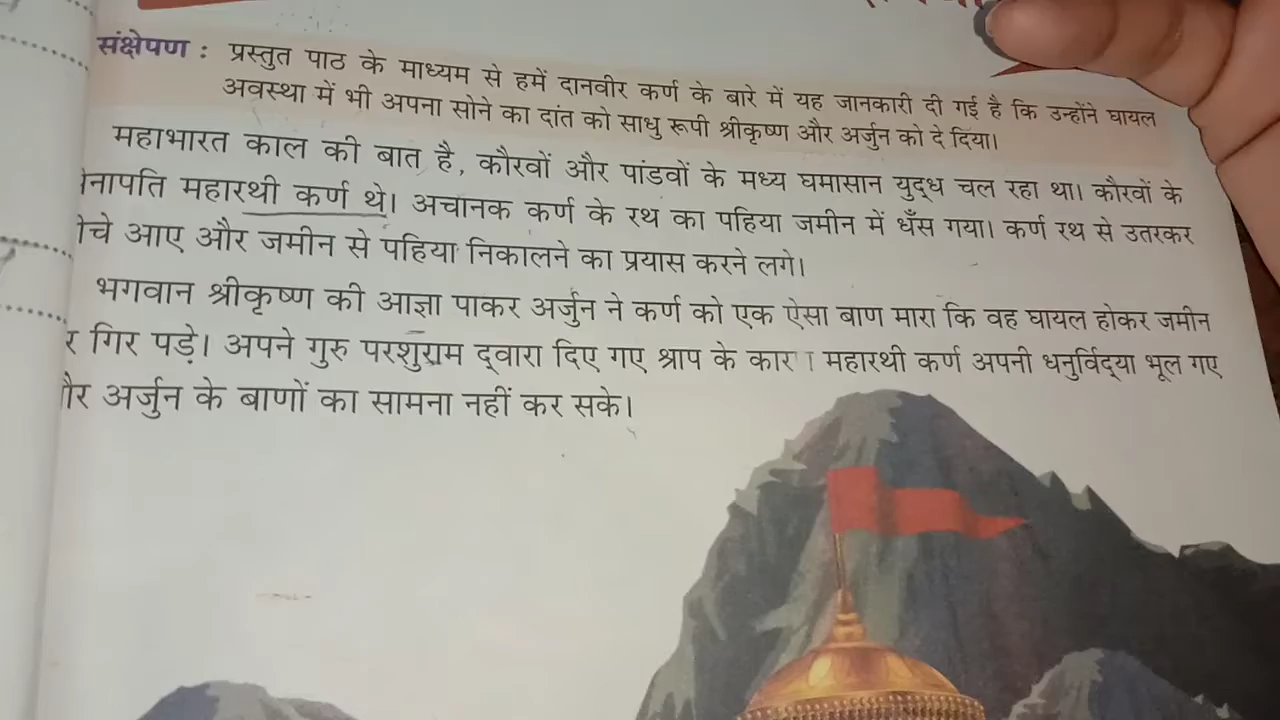 संक्षेपण : प्रस्तुत पाठ के माध्यम से हमें दानवीर कर्ण के बारे में यह जानकारी दी गई है कि उन्होंने घायल
अवस्था में भी अपना सोने का दांत को साधु रूपी श्रीकृष्ण और अर्जुन को दे दिया।
महाभारत काल की बात है, कौरवों और पांडवों के मध्य घमासान युद्ध चल रहा था। कौरवों के
महारथी कर्ण थे। अचानक कर्ण के रथ का पहिया जमीन में धँस गया। कर्ण रथ से उतरकर
आए और जमीन से पहिया निकालने का प्रयास करने लगे।
भगवान श्रीकृष्ण की आज्ञा पाकर अर्जुन ने कर्ण को एक ऐसा बाण मारा कि वह घायल होकर जमीन
गिर पड़े। अपने गुरु परशुराम द्वारा दिए गए श्राप के महारथी कर्ण अपनी धनुर्विद्या भूल गए
अर्जुन के बाणों का सामना नहीं कर सके।